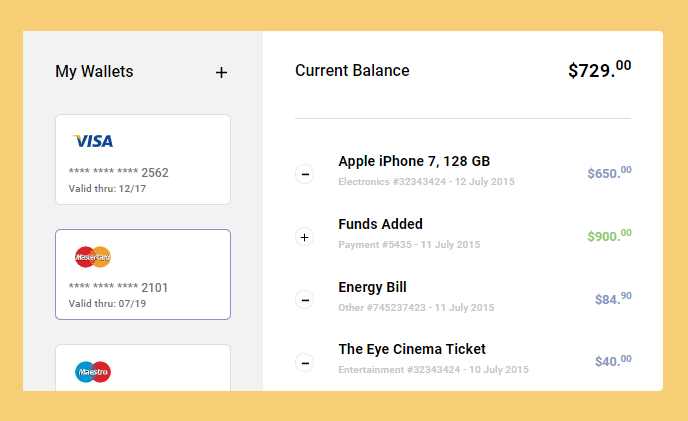 My Wallets +
VISA
**** **** **** 2562
Valid thru: 12/17
MasterCard
**** **** **** 2101
Valid thru: 07/19
Maestro
Current Balance $729.00
Apple iPhone 7, 128 GB
Electronics #32343424 - 12 July 2015
$650.00
Funds Added
Payment #5435 - 11 July 2015
$900.00
Energy Bill
Other #745237423 - 11 July 2015
$84.90
The Eye Cinema Ticket
Entertainment #32343424 - 10 July 2015
$40.00